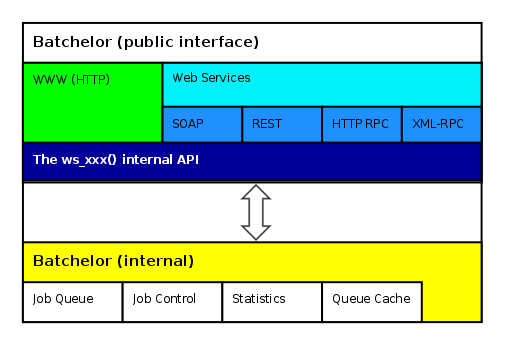 Batchelor (public interface)
WWW (HTTP)
Web Services
SOAP
REST
HTTP RPC
XML-RPC
The ws_xxx() internal API
Batchelor (internal)
Job Queue
Job Control
Statistics
Queue Cache